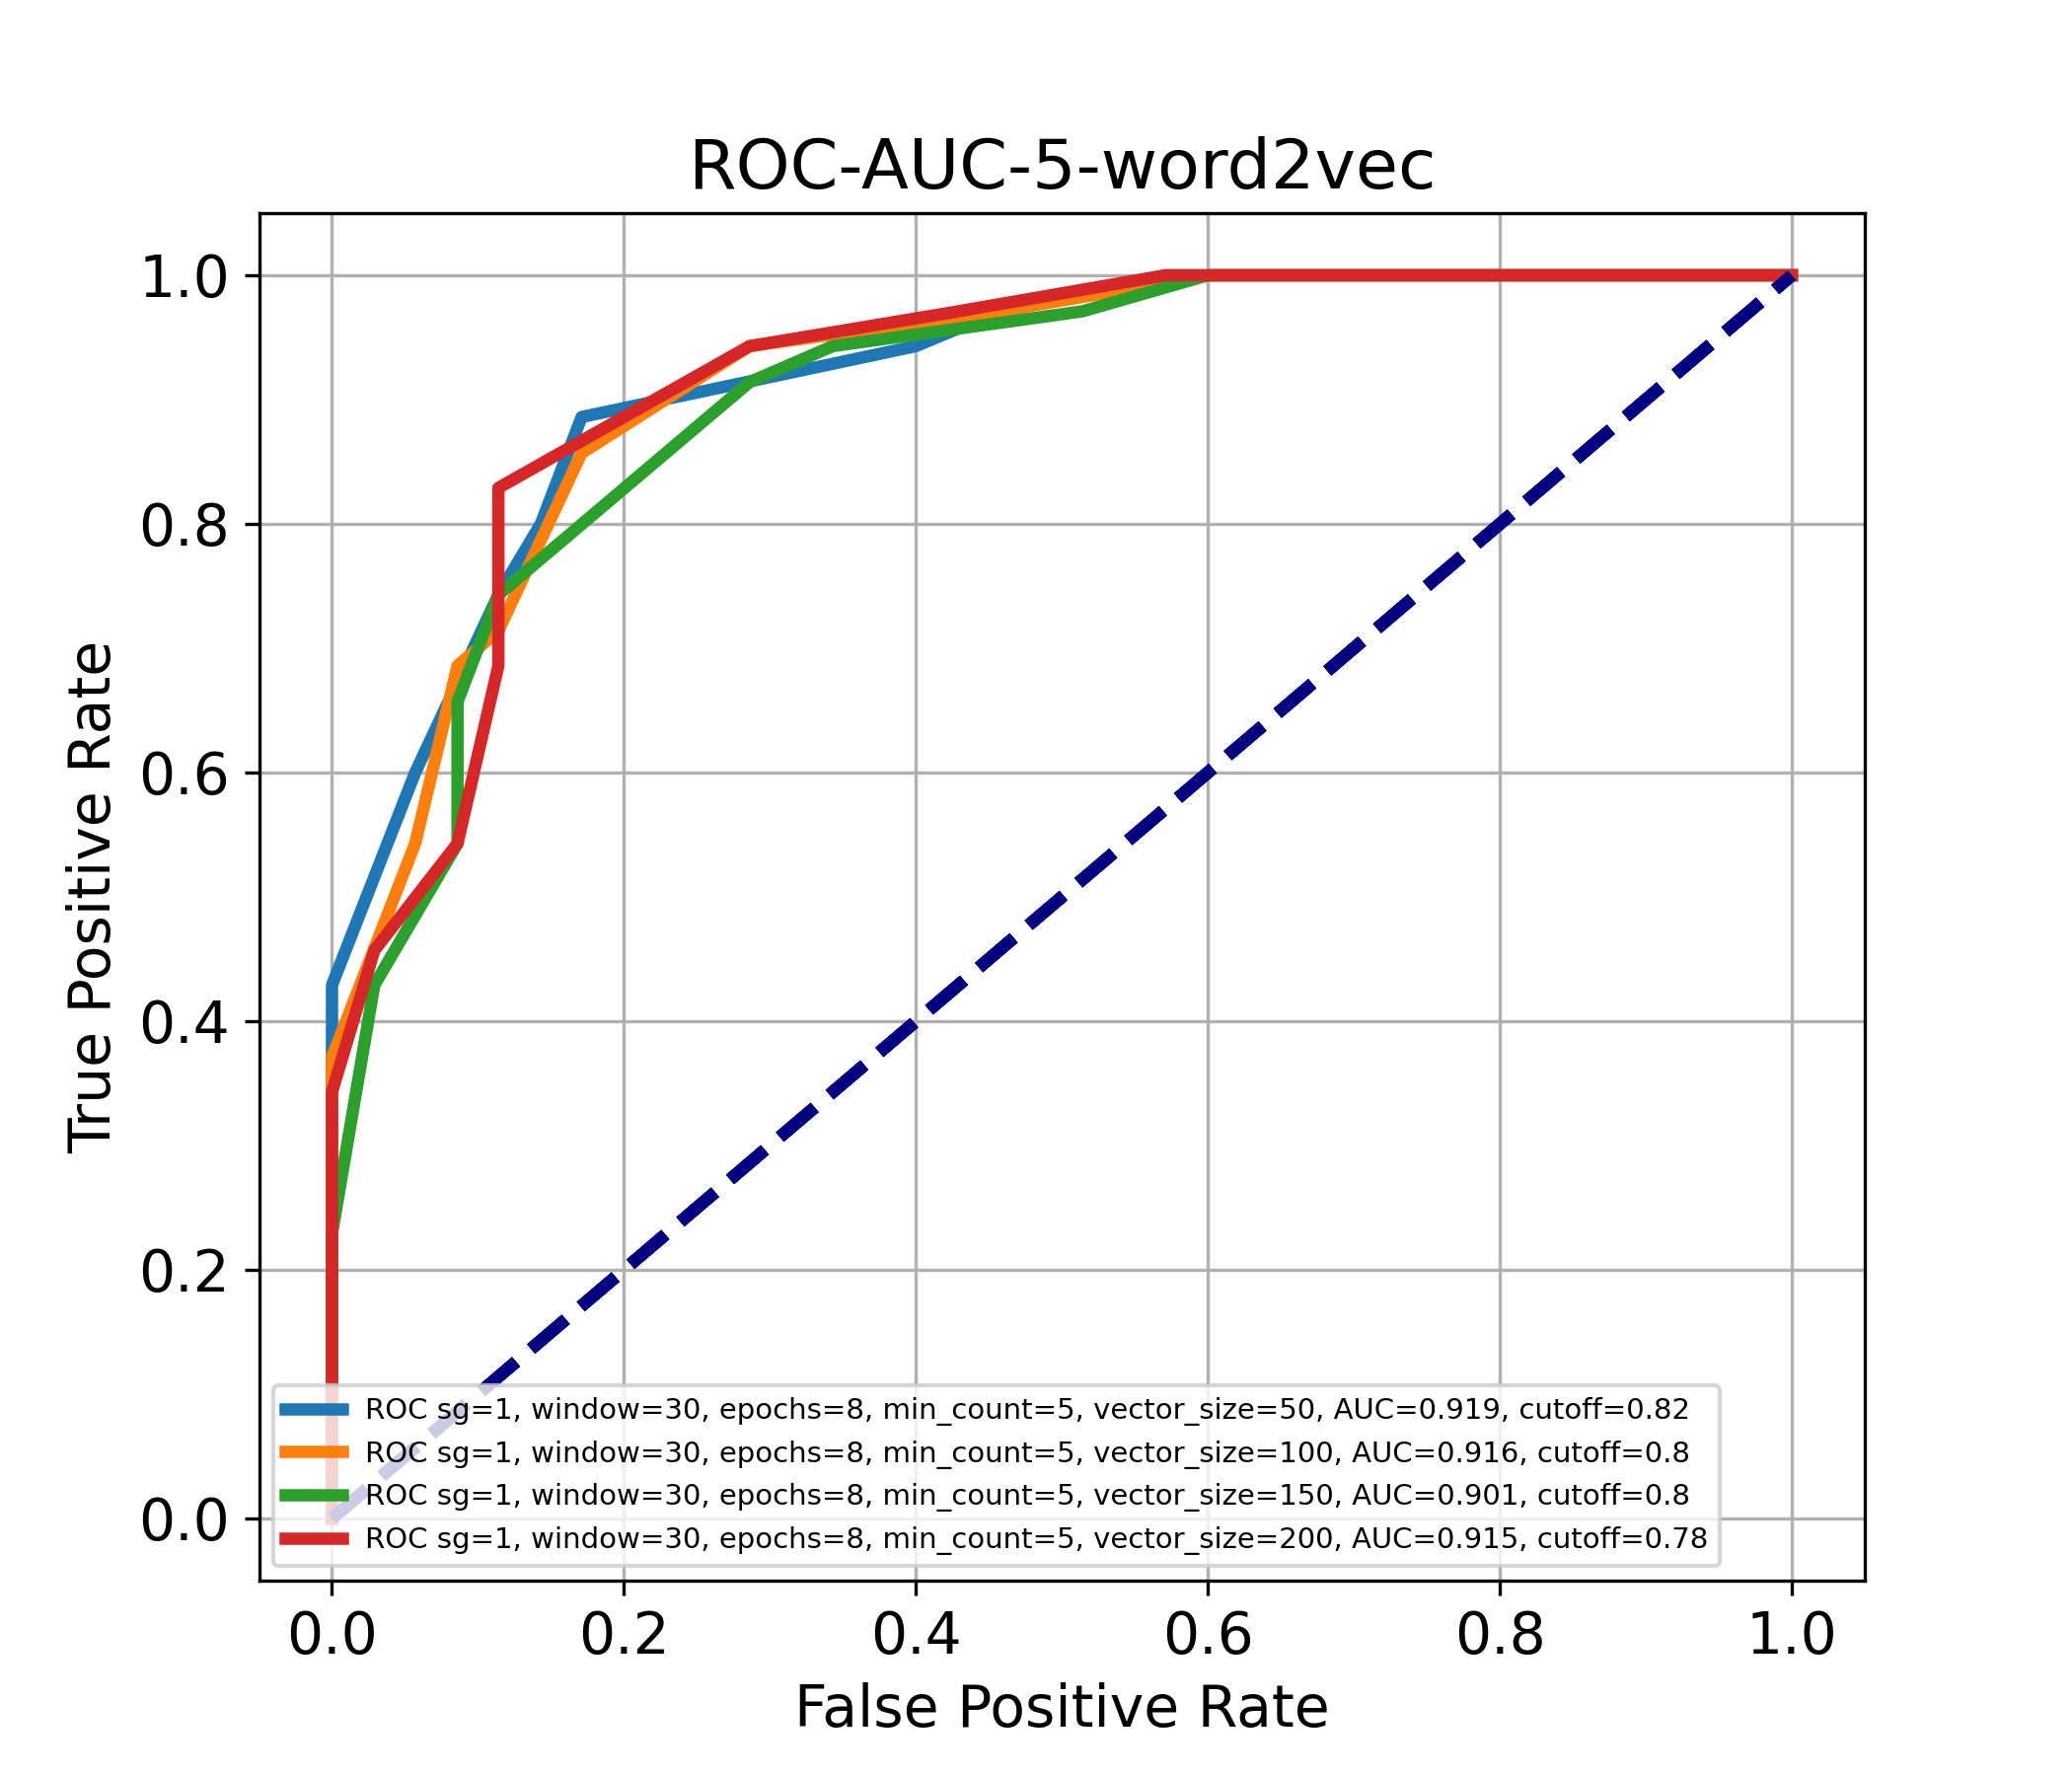 ROC-AUC-5-word2vec
True Positive Rate
1.0
0.8
0.6
0.4
0.2
0.0
ROC sg=1, window=30, epochs=8, min_count=5, vector_size=50, AUC=0.919, cutoff=0.82
ROC sg=1, window=30, epochs=8, min_count=5, vector_size=100, AUC=0.916, cutoff=0.8
ROC sg=1, window=30, epochs=8, min_count=5, vector_size=150, AUC=0.901, cutoff=0.8
ROC sg=1, window=30, epochs=8, min_count=5, vector_size=200, AUC=0.915, cutoff=0.78
0.0 0.2 0.4 0.6 0.8 1.0
False Positive Rate